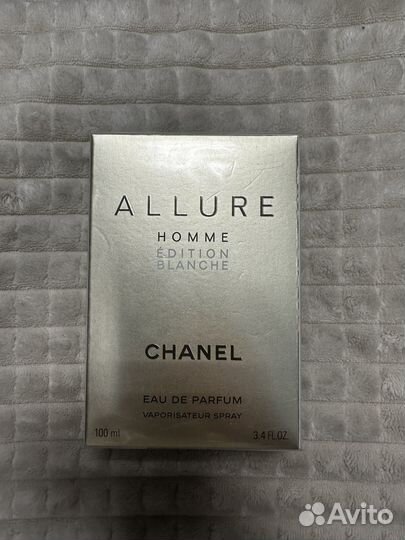 ALLURE
HOMME
ÉDITION
BLANCHE
CHANEL
EAU DE PARFUM
VAPORISATEUR SPRAY
100 ml 3.4 FL.OZ.
Avito